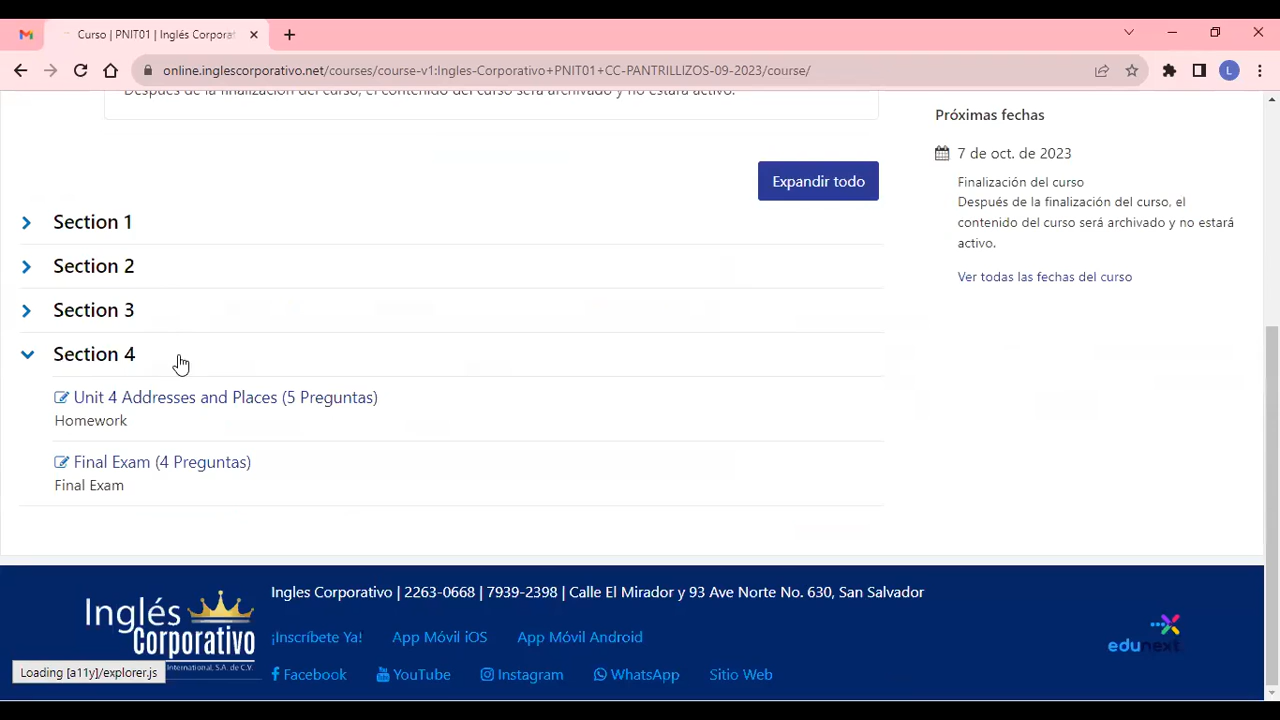 Curso | PNIT01 | Inglés Corporat
online.inglescorporativo.net/courses/course-v1:Ingles-Corporativo+PNIT01+CC-PANTRILLIZOS-09-2023/course/
L
Después de la finalización del curso, el contenido del curso será archivado y no estará activo.
Próximas fechas
7 de oct. de 2023
Finalización del curso
Después de la finalización del curso, el
contenido del curso será archivado y no estará
activo.
Ver todas las fechas del curso
Expandir todo
Section 1
Section 2
Section 3
Section 4
Unit 4 Addresses and Places (5 Preguntas)
Homework
Final Exam (4 Preguntas)
Final Exam
Inglés
Corporativo
International, S.A. de C.V.
Ingles Corporativo | 2263-0668 | 7939-2398 | Calle El Mirador y 93 Ave Norte No. 630, San Salvador
¡Inscríbete Ya! App Móvil iOS App Móvil Android
Facebook YouTube Instagram WhatsApp Sitio Web
edunext
Loading [a11y]/explorer.js